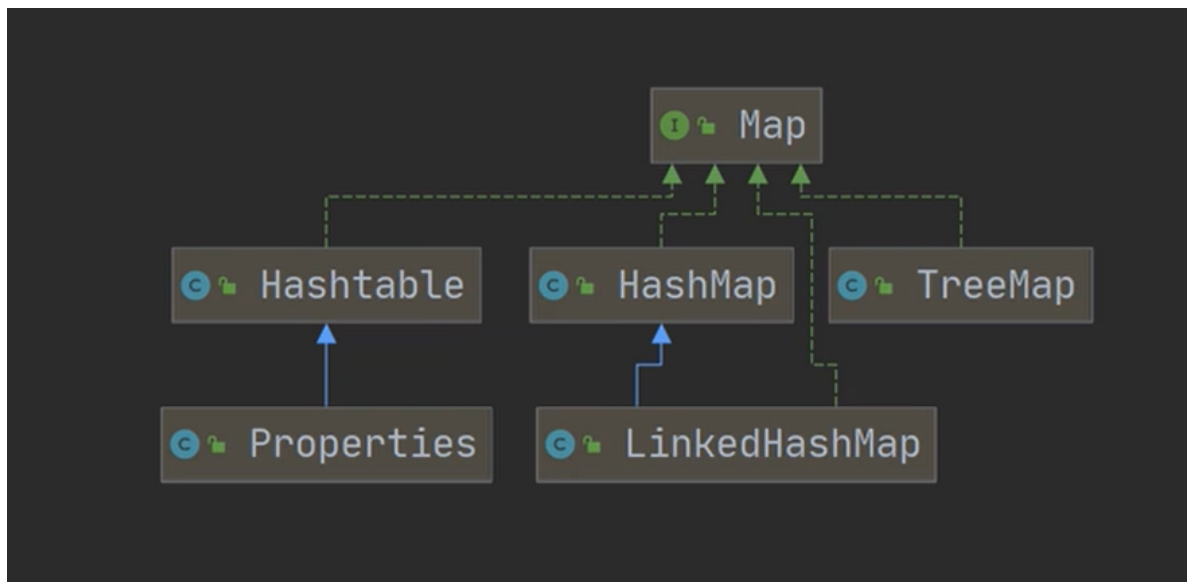 I Map
C Hashtable
C HashMap
C TreeMap
C Properties
C LinkedHashMap